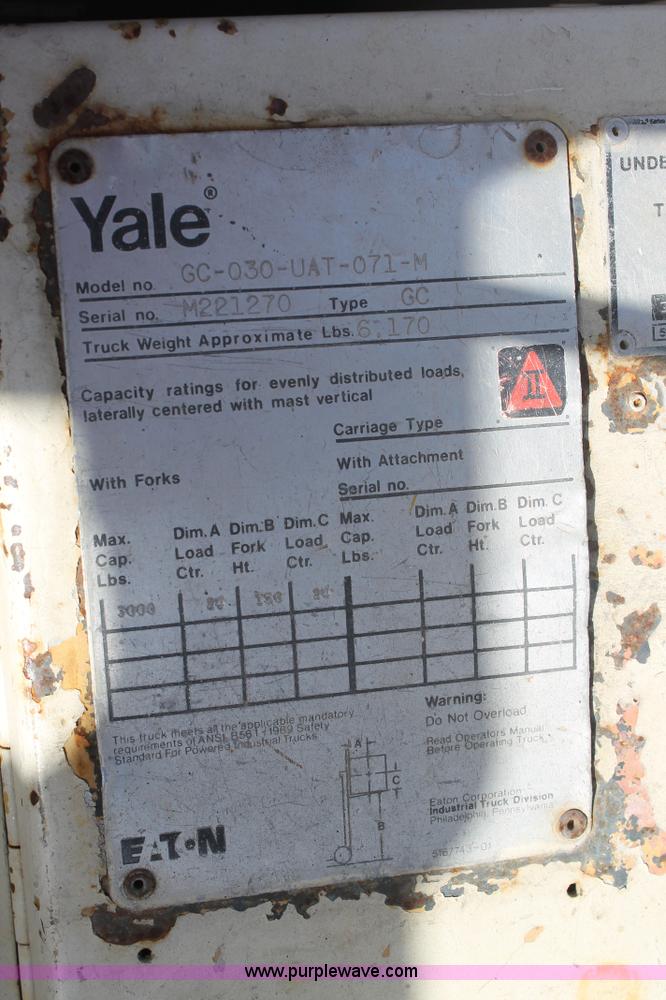 Yale®
Model no. GC-030-UAT-071-M
Serial no. M221270 Type GC
Truck Weight Approximate Lbs. 6,170
Capacity ratings for evenly distributed loads,
laterally centered with mast vertical
Carriage Type
With Forks
With Attachment
Serial no.
Max. Cap. Lbs.
Dim. A Load Ctr.
Dim. B Fork Ht.
Dim. C Load Ctr.
Max. Cap. Lbs.
Dim. A Load Ctr.
Dim. B Fork Ht.
Dim. C Load Ctr.
3000
This truck meets all the applicable mandatory
requirements of ANSI B56.1 1969 Safety
Standard For Powered Industrial Trucks
Warning:
Do Not Overload
Read Operators Manual
Before Operating Truck
A
C
B
Eaton Corporation
Industrial Truck Division
Philadelphia, Pennsylvania
EATON
UNDE
T
www.purplewave.com